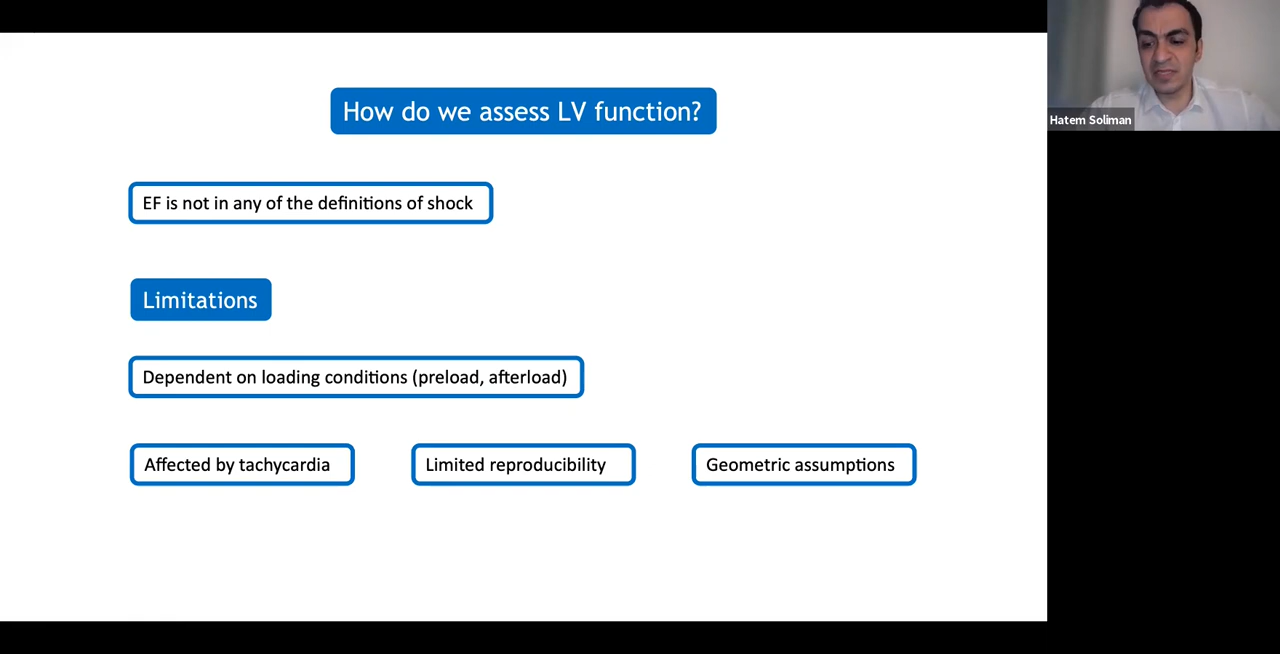 How do we assess LV function?
Hatem Soliman
EF is not in any of the definitions of shock
Limitations
Dependent on loading conditions (preload, afterload)
Affected by tachycardia
Limited reproducibility
Geometric assumptions